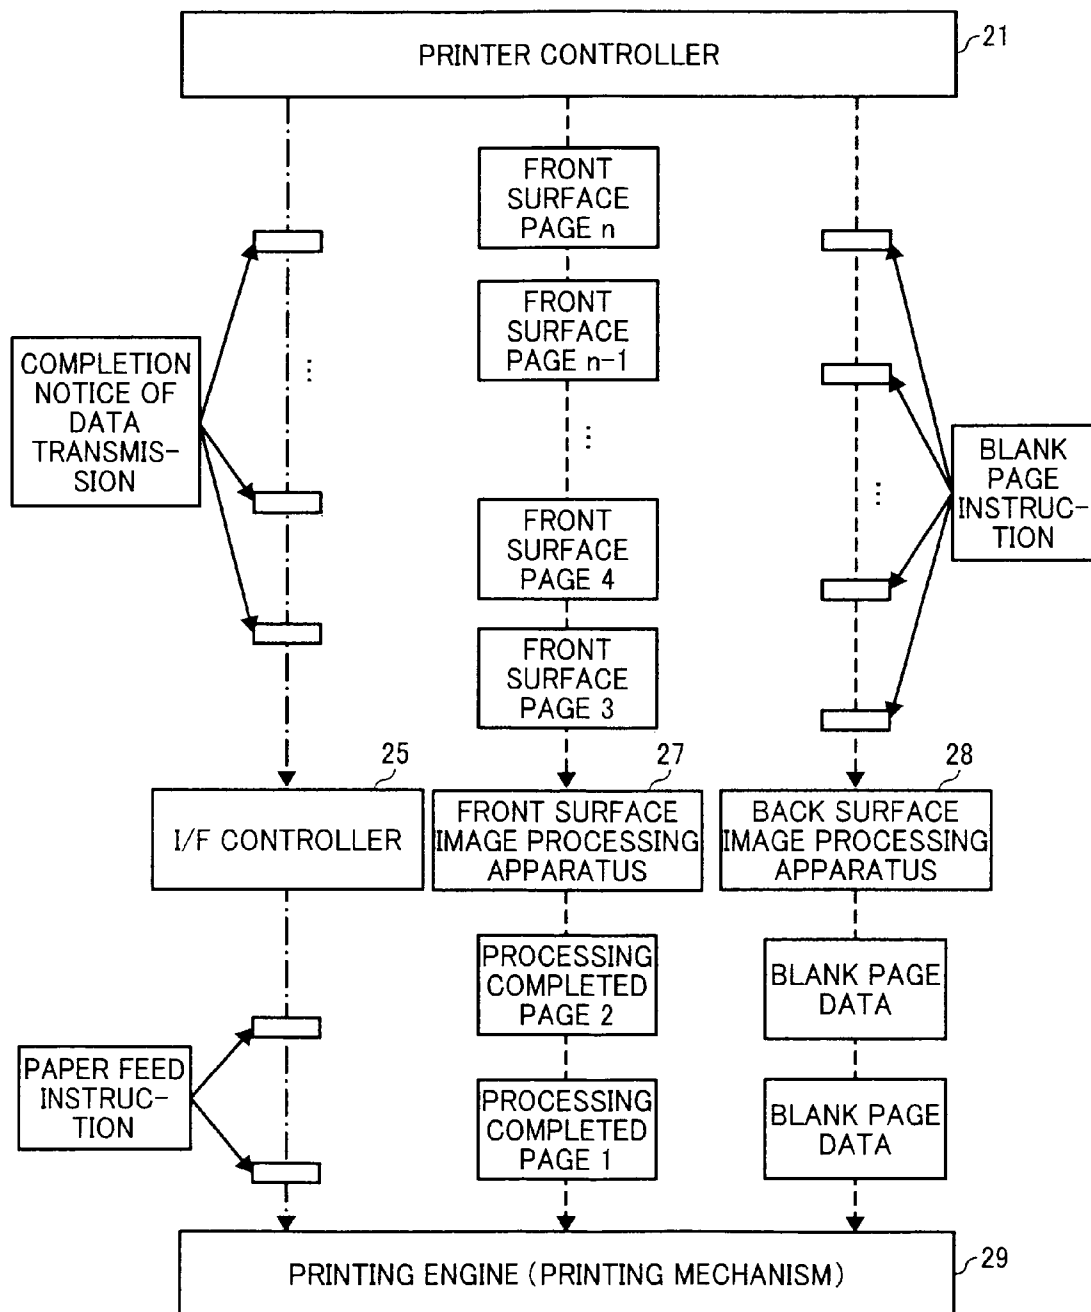 PRINTER CONTROLLER
21
FRONT
SURFACE
PAGE n
FRONT
SURFACE
PAGE n-1
⋮
⋮
⋮
COMPLETION
NOTICE OF
DATA
TRANSMIS-
SION
BLANK
PAGE
INSTRUC-
TION
FRONT
SURFACE
PAGE 4
FRONT
SURFACE
PAGE 3
25
27
28
I/F CONTROLLER
FRONT SURFACE
IMAGE PROCESSING
APPARATUS
BACK SURFACE
IMAGE PROCESSING
APPARATUS
PROCESSING
COMPLETED
PAGE 2
BLANK PAGE
DATA
PAPER FEED
INSTRUC-
TION
PROCESSING
COMPLETED
PAGE 1
BLANK PAGE
DATA
PRINTING ENGINE (PRINTING MECHANISM)
29